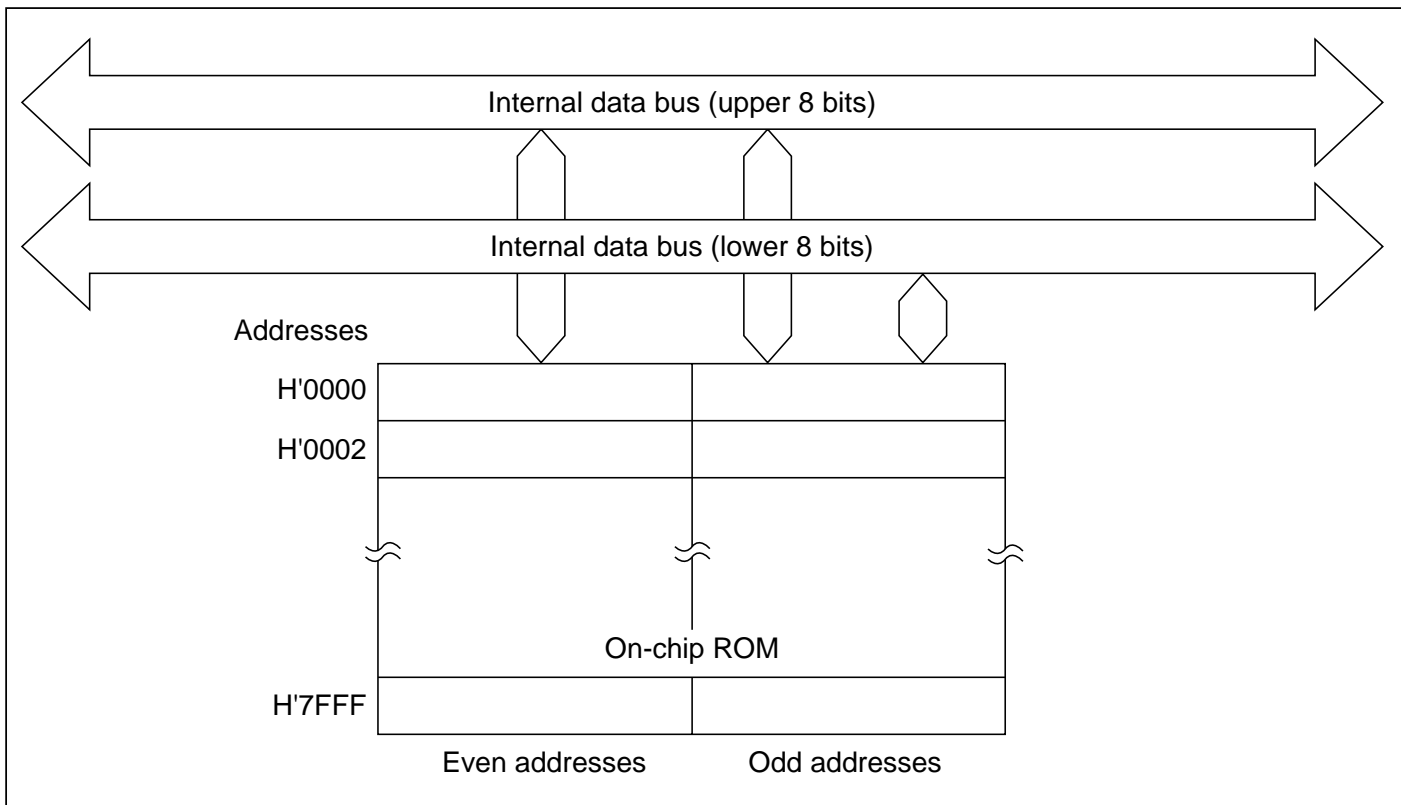 Internal data bus (upper 8 bits)
Internal data bus (lower 8 bits)
Addresses
H'0000
H'0002
On-chip ROM
H'7FFF
Even addresses
Odd addresses